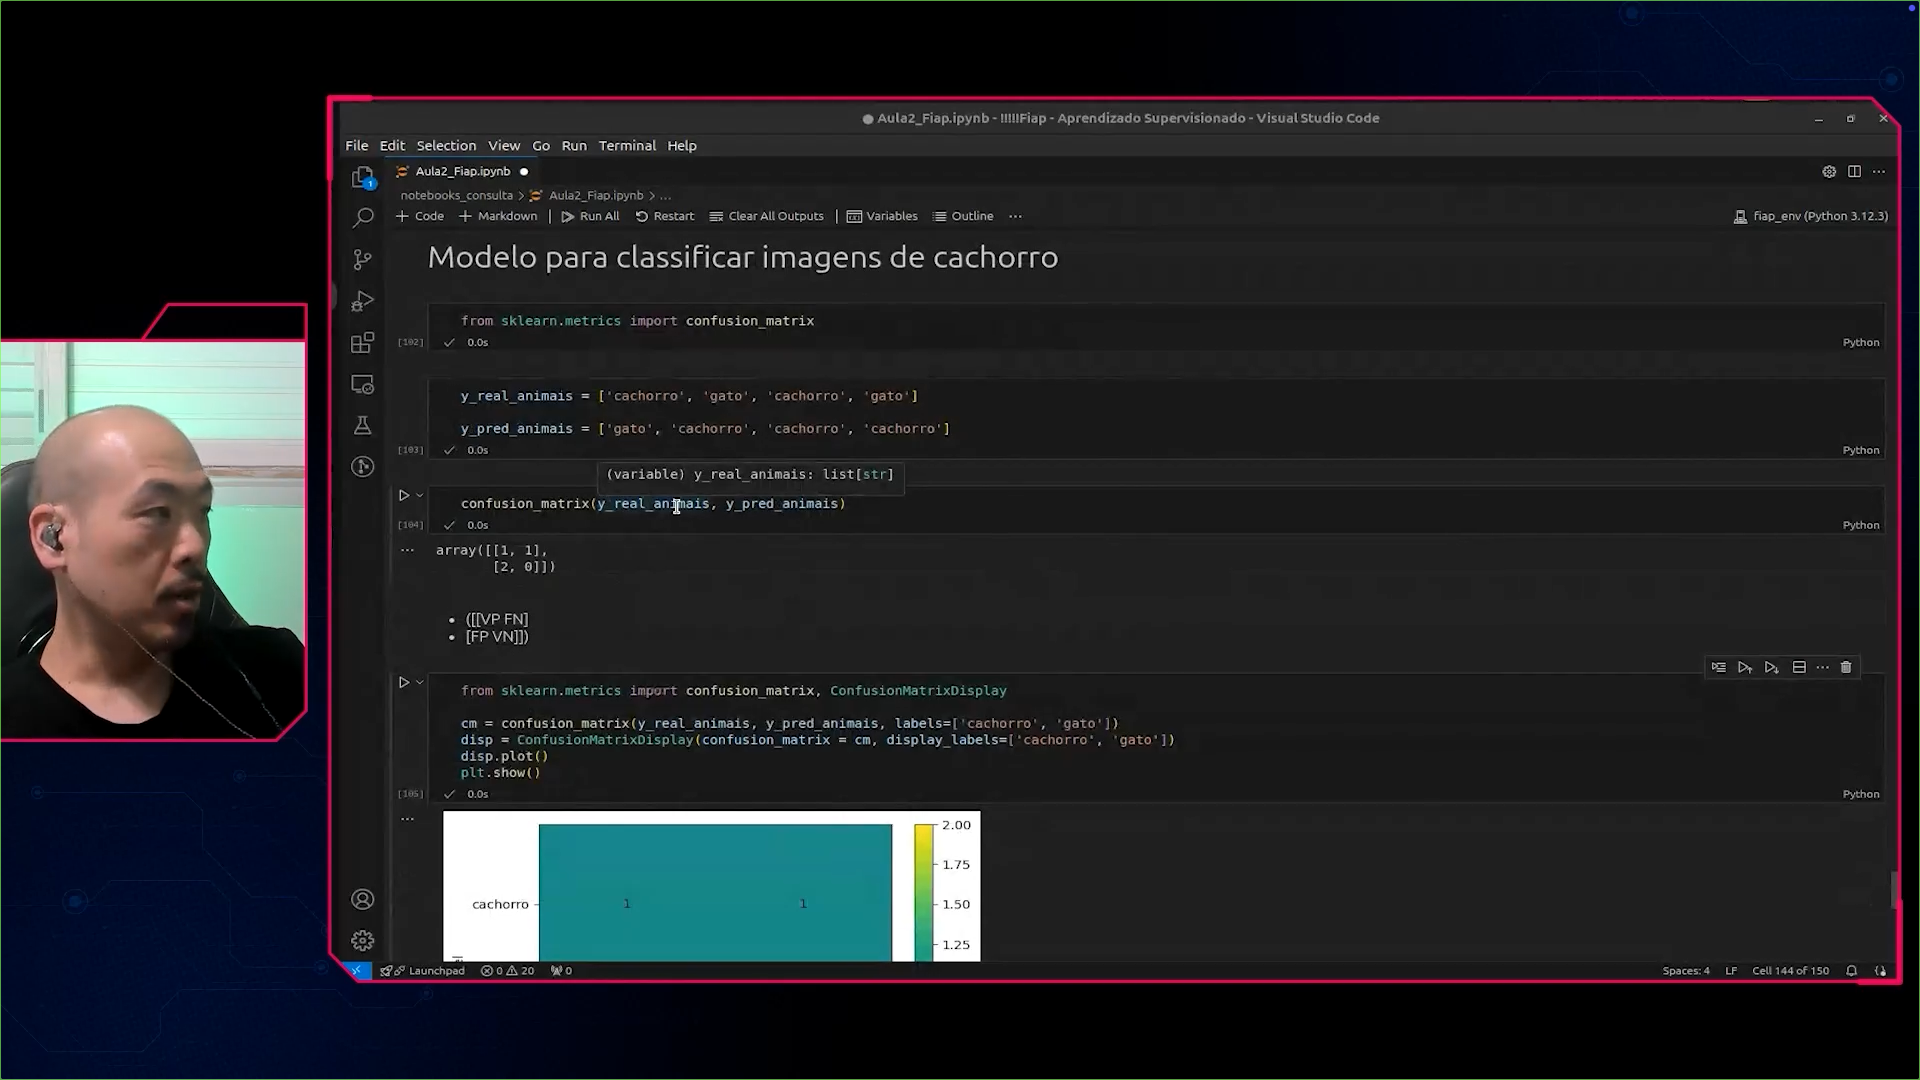 Aula2_Fiap.ipynb - !!!!!Fiap - Aprendizado Supervisionado - Visual Studio Code
File Edit Selection View Go Run Terminal Help
Aula2_Fiap.ipynb
notebooks_consulta > Aula2_Fiap.ipynb > ...
+ Code + Markdown | Run All Restart Clear All Outputs | Variables Outline ... fiap_env (Python 3.12.3)
Modelo para classificar imagens de cachorro
from sklearn.metrics import confusion_matrix
[102] 0.0s Python
y_real_animais = ['cachorro', 'gato', 'cachorro', 'gato']
y_pred_animais = ['gato', 'cachorro', 'cachorro', 'cachorro']
[103] 0.0s Python
(variable) y_real_animais: list[str]
confusion_matrix(y_real_animais, y_pred_animais)
[104] 0.0s Python
... array([[1, 1],
[2, 0]])
• ([[VP FN]
• [FP VN]])
from sklearn.metrics import confusion_matrix, ConfusionMatrixDisplay
cm = confusion_matrix(y_real_animais, y_pred_animais, labels=['cachorro', 'gato'])
disp = ConfusionMatrixDisplay(confusion_matrix = cm, display_labels=['cachorro', 'gato'])
disp.plot()
plt.show()
[105] 0.0s Python
...
2.00
1.75
cachorro 1 1 1.50
1.25
Launchpad 0 20 0 Spaces: 4 LF Cell 144 of 150
1